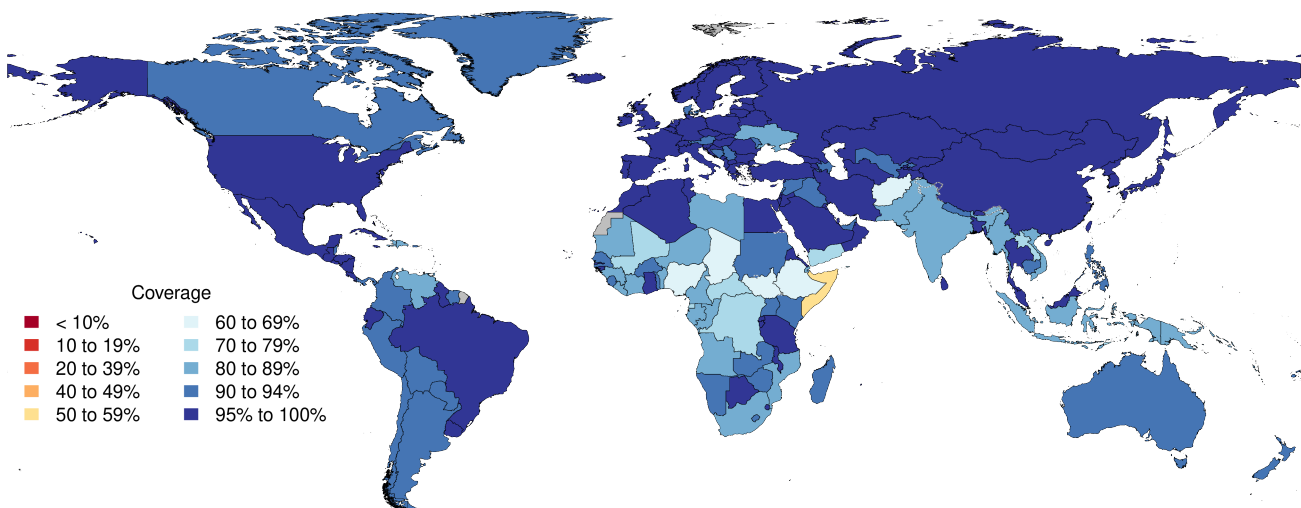 Coverage
< 10%
10 to 19%
20 to 39%
40 to 49%
50 to 59%
60 to 69%
70 to 79%
80 to 89%
90 to 94%
95% to 100%